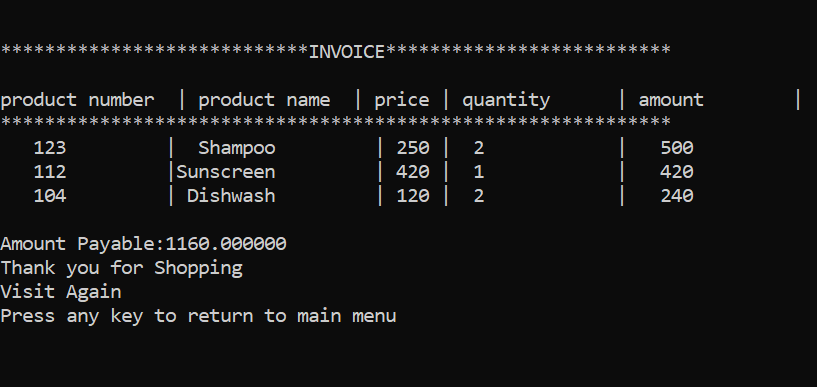 ****************************INVOICE**************************
product number  | product name  | price | quantity      | amount        |
*************************************************************
   123         |  Shampoo         | 250 |  2            |   500
   112         |Sunscreen         | 420 |  1            |   420
   104         | Dishwash         | 120 |  2            |   240
Amount Payable:1160.000000
Thank you for Shopping
Visit Again
Press any key to return to main menu